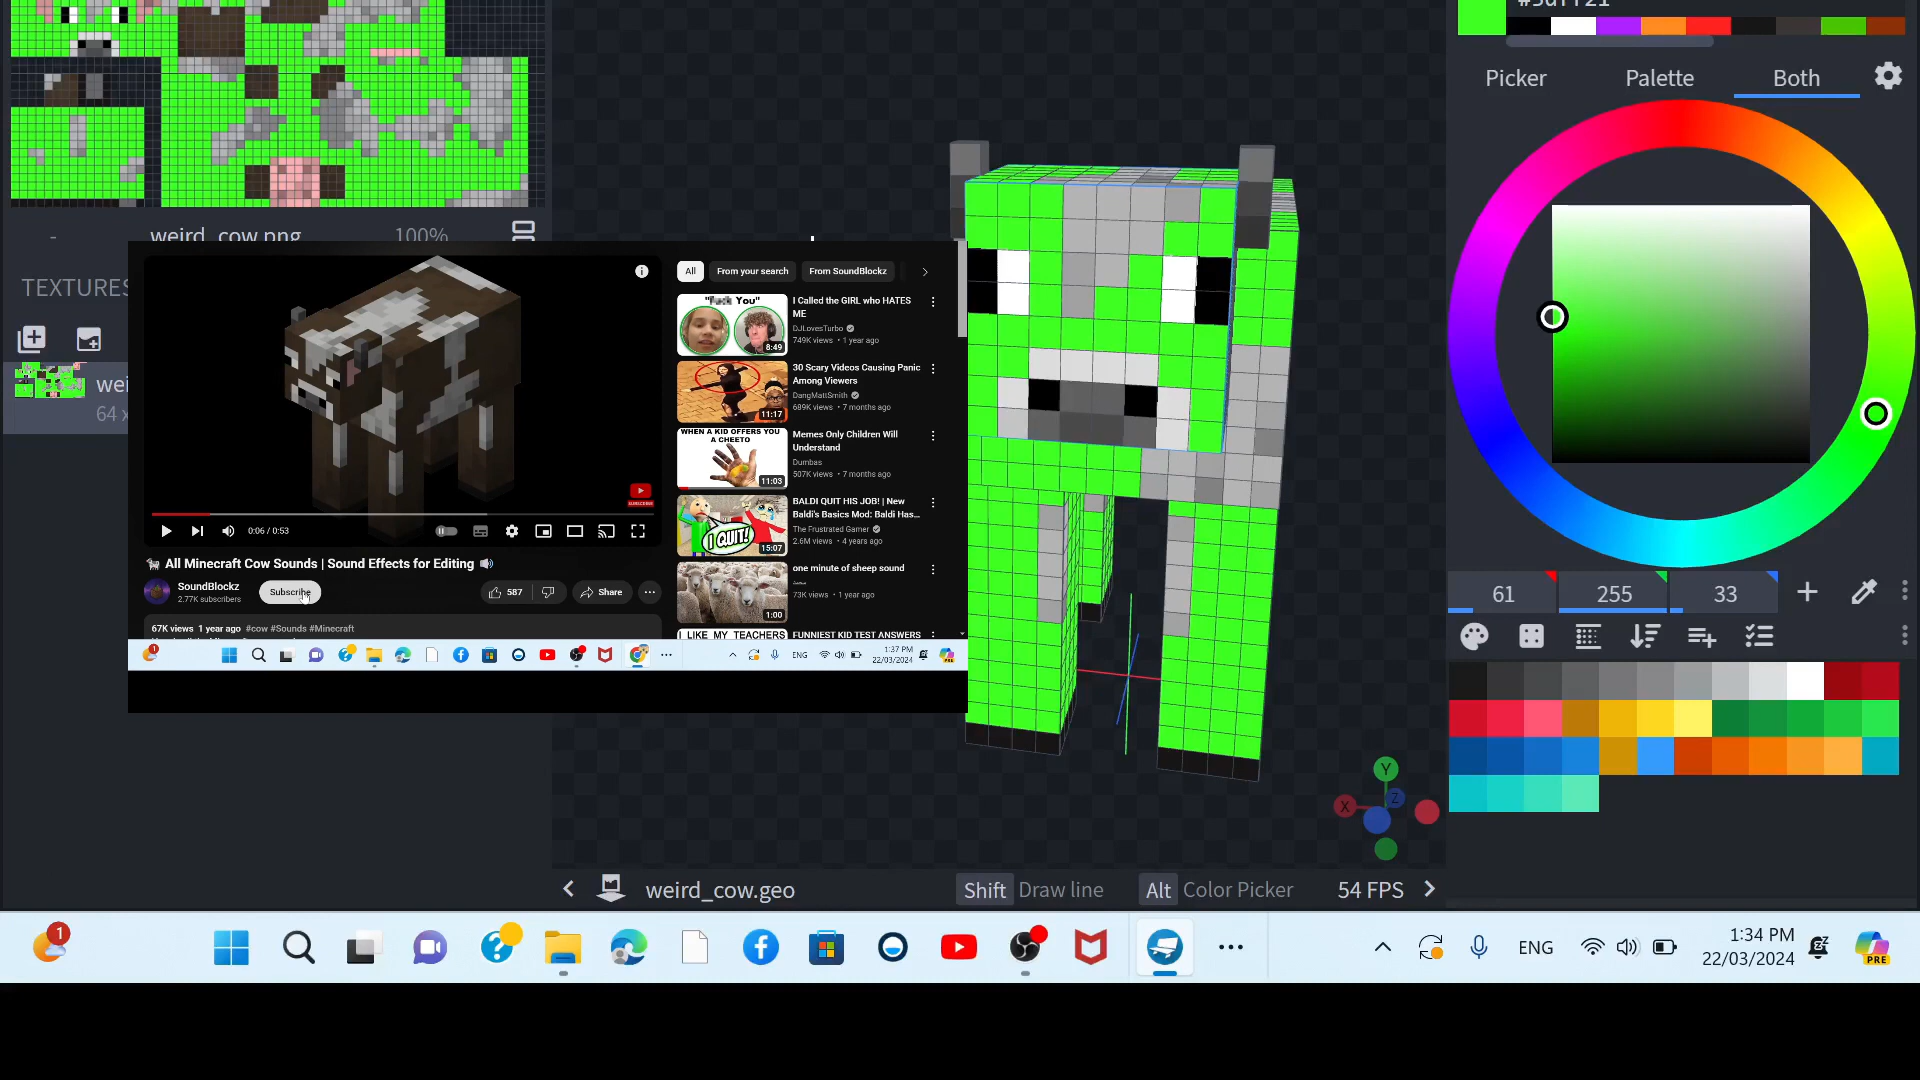 #3dff21
Picker
Palette
Both
-
weird_cow.png
100%
TEXTURES
wei
64 x
All
From your search
From SoundBlockz
I Called the GIRL who HATES
ME
DJLovesTurbo
749K views • 1 year ago
8:49
30 Scary Videos Causing Panic
Among Viewers
DangMattSmith
689K views • 7 months ago
11:17
WHEN A KID OFFERS YOU
A CHEETO
Memes Only Children Will
Understand
Dumbas
507K views • 7 months ago
11:03
I QUIT!
BALDI QUIT HIS JOB! | New
Baldi's Basics Mod: Baldi Has...
The Frustrated Gamer
2.6M views • 4 years ago
15:07
one minute of sheep sound
73K views • 1 year ago
1:00
I LIKE MY TEACHERS
FUNNIEST KID TEST ANSWERS
SUBSCRIBE
0:06 / 0:53
All Minecraft Cow Sounds | Sound Effects for Editing
SoundBlockz
2.77K subscribers
Subscribe
587
Share
67K views 1 year ago #cow #Sounds #Minecraft
1
ENG
1:37 PM
22/03/2024
PRE
61
255
33
Y
X
Z
weird_cow.geo
Shift
Draw line
Alt
Color Picker
54 FPS
1
ENG
1:34 PM
22/03/2024
PRE